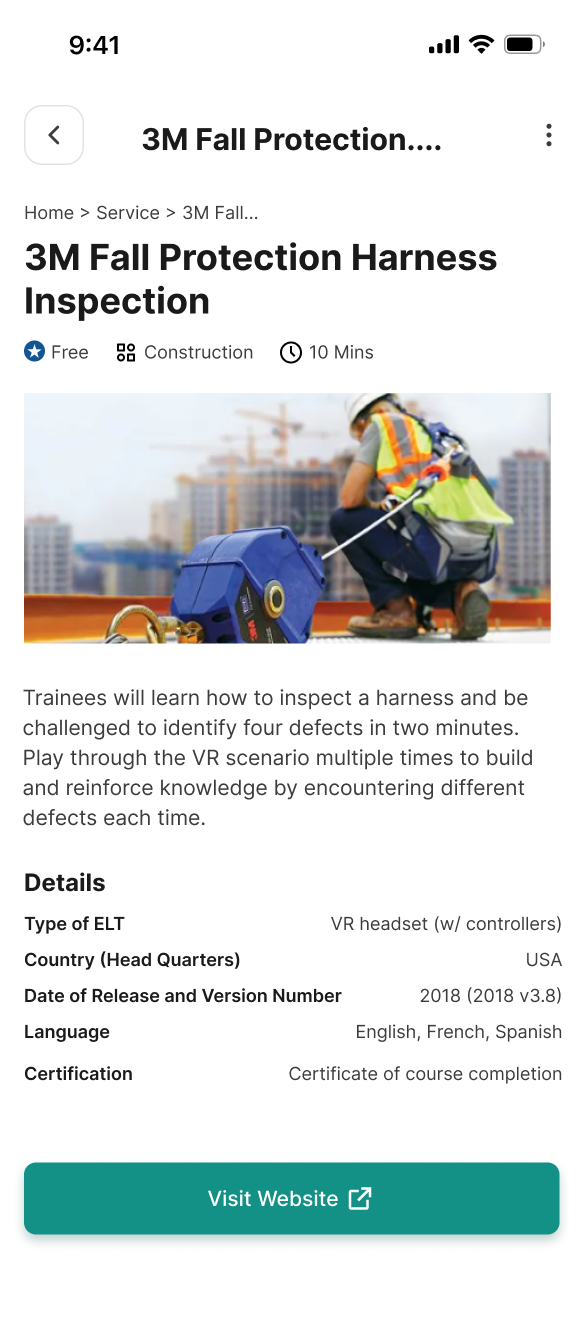 9:41
3M Fall Protection....
Home > Service > 3M Fall...
3M Fall Protection Harness
Inspection
Free Construction 10 Mins
3M
Trainees will learn how to inspect a harness and be
challenged to identify four defects in two minutes.
Play through the VR scenario multiple times to build
and reinforce knowledge by encountering different
defects each time.
Details
Type of ELT VR headset (w/ controllers)
Country (Head Quarters) USA
Date of Release and Version Number 2018 (2018 v3.8)
Language English, French, Spanish
Certification Certificate of course completion
Visit Website